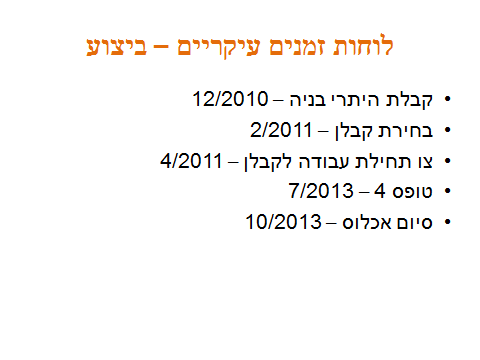 לוחות זמנים עיקריים – ביצוע
• קבלת היתרי בניה – 12/2010
• בחירת קבלן – 2/2011
• צו תחילת עבודה לקבלן – 4/2011
• טופס 4 – 7/2013
• סיום אכלוס – 10/2013